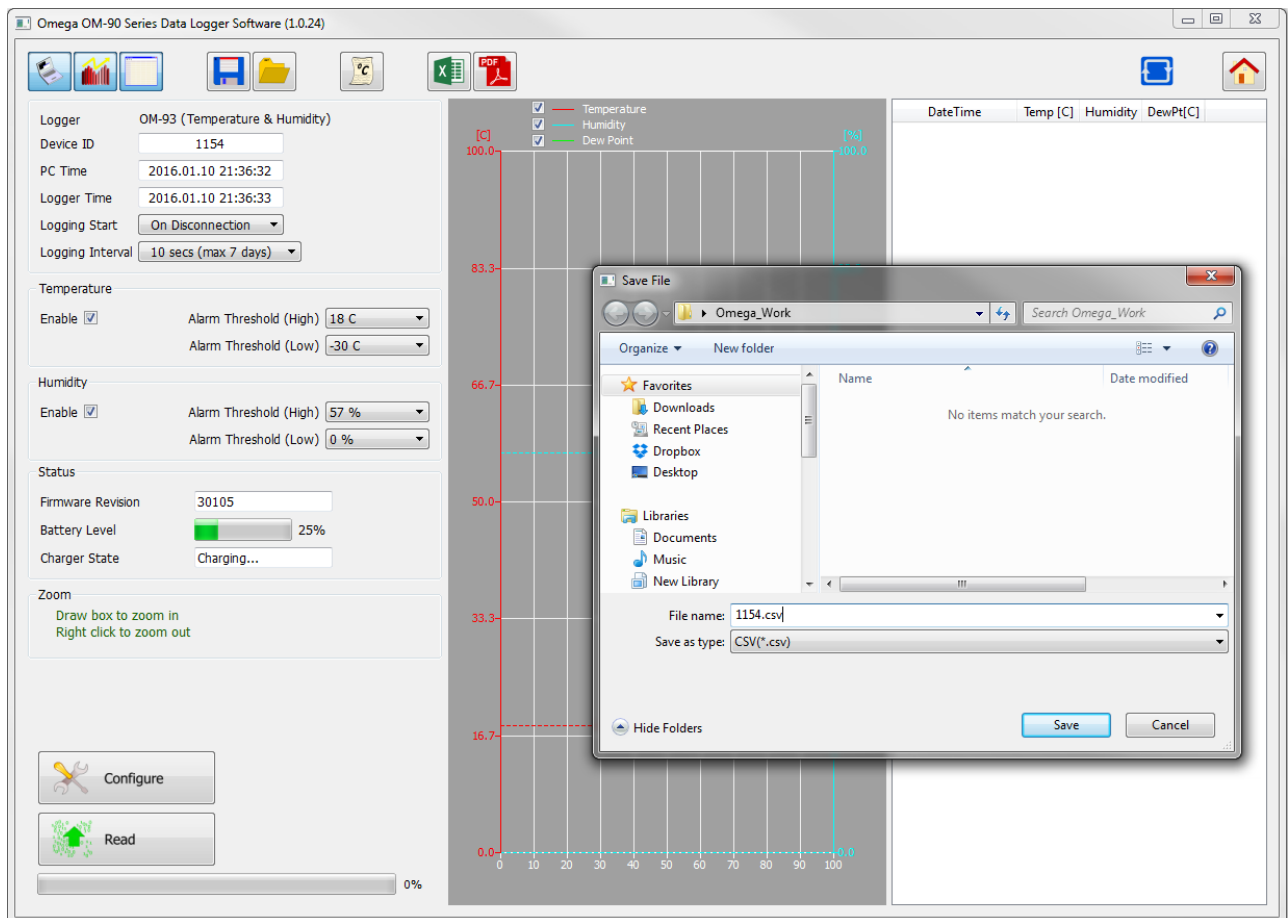 Omega OM-90 Series Data Logger Software (1.0.24)
°C
X
PDF
Logger OM-93 (Temperature & Humidity)
Device ID 1154
PC Time 2016.01.10 21:36:32
Logger Time 2016.01.10 21:36:33
Logging Start On Disconnection
Logging Interval 10 secs (max 7 days)
Temperature
Enable Alarm Threshold (High) 18 C
Alarm Threshold (Low) -30 C
Humidity
Enable Alarm Threshold (High) 57 %
Alarm Threshold (Low) 0 %
Status
Firmware Revision 30105
Battery Level 25%
Charger State Charging...
Zoom
Draw box to zoom in
Right click to zoom out
Configure
Read
0%
Temperature
Humidity
Dew Point
[C] [%]
100.0 100.0
83.3
66.7
50.0
33.3
16.7
0.0 0.0
0 10 20 30 40 50 60 70 80 90 100
DateTime Temp [C] Humidity DewPt[C]
Save File
Omega_Work Search Omega_Work
Organize New folder
Favorites
Downloads
Recent Places
Dropbox
Desktop
Libraries
Documents
Music
New Library
Name Date modified
No items match your search.
File name: 1154.csv
Save as type: CSV(*.csv)
Hide Folders Save Cancel